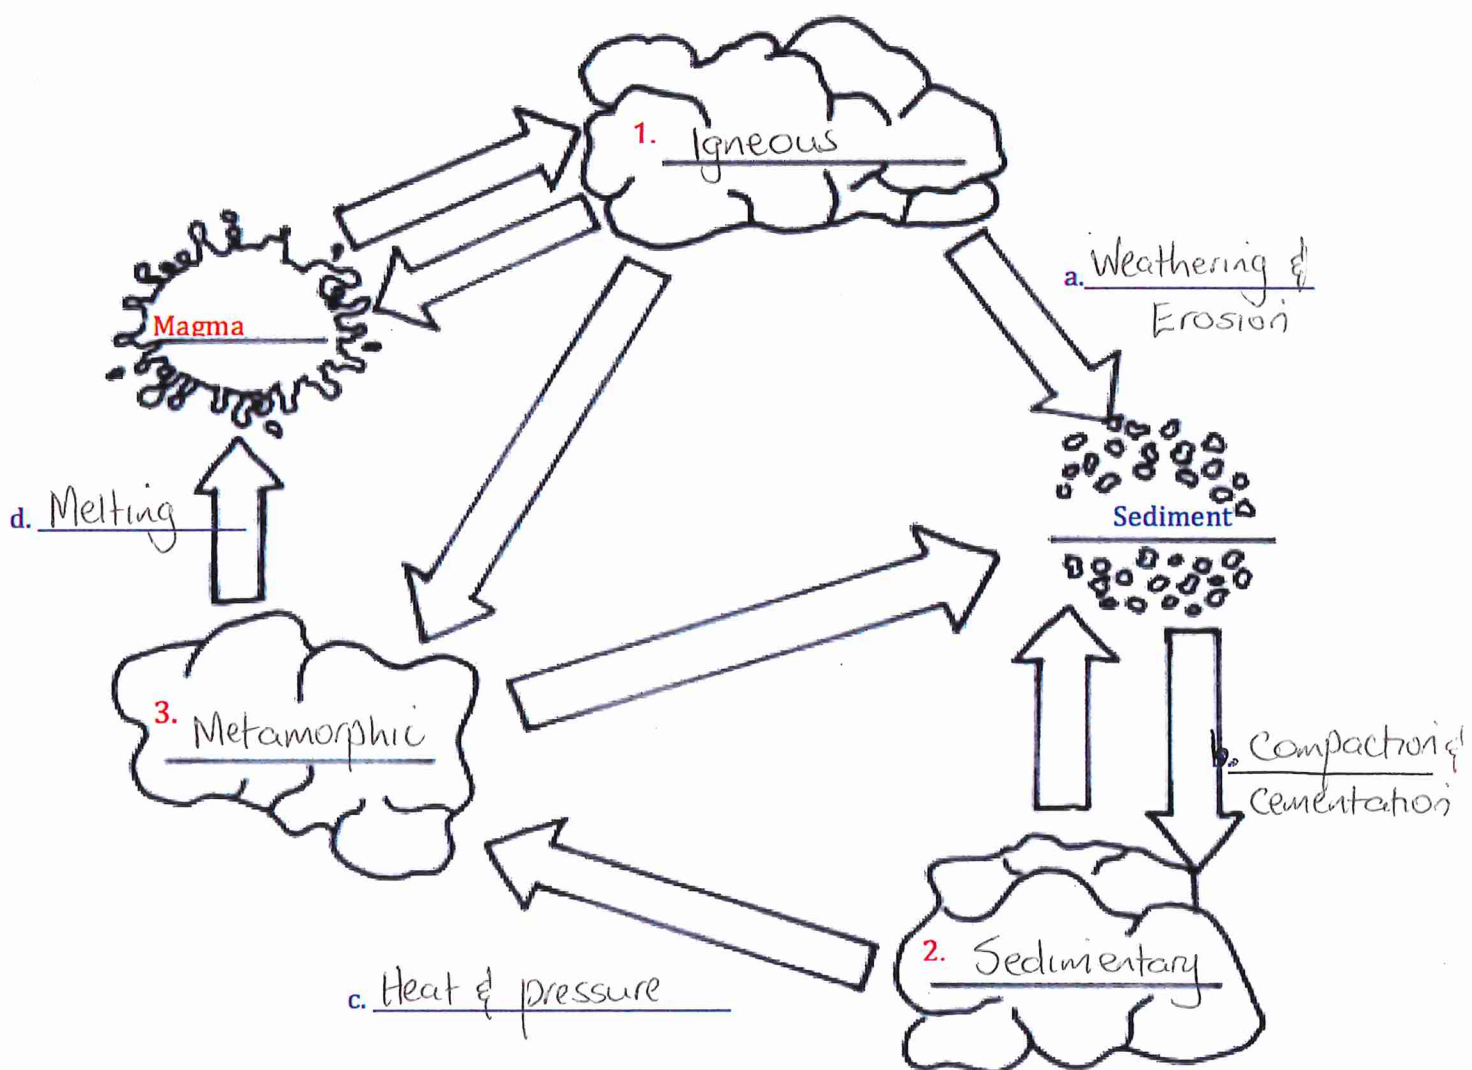 1. Igneous
a. Weathering &
Erosion
Magma
d. Melting
Sediment
3. Metamorphic
b. Compaction &
Cementation
2. Sedimentary
c. Heat & pressure